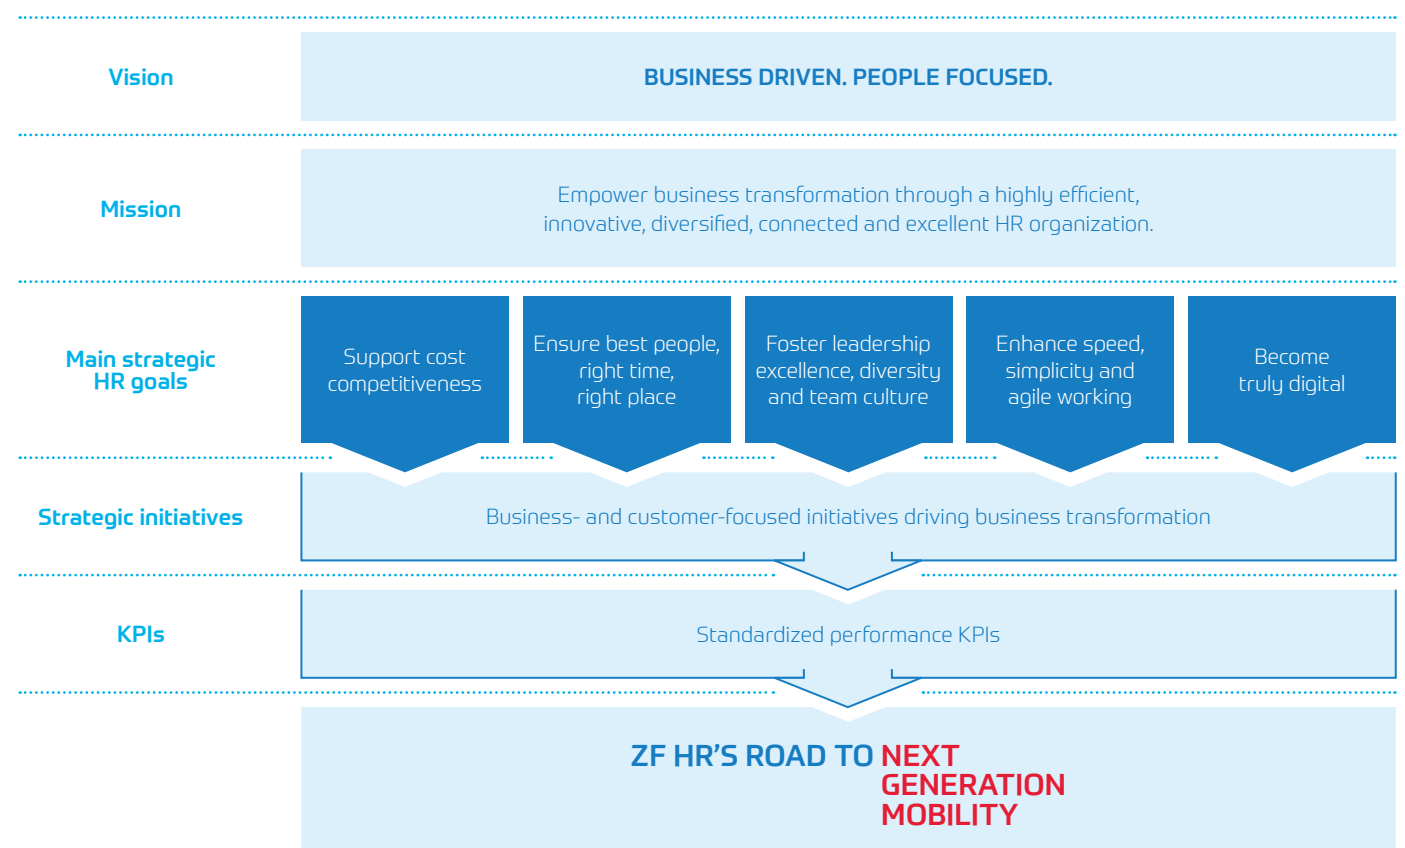 Vision
BUSINESS DRIVEN. PEOPLE FOCUSED.
Mission
Empower business transformation through a highly efficient,
innovative, diversified, connected and excellent HR organization.
Main strategic
HR goals
Support cost
competitiveness
Ensure best people,
right time,
right place
Foster leadership
excellence, diversity
and team culture
Enhance speed,
simplicity and
agile working
Become
truly digital
Strategic initiatives
Business- and customer-focused initiatives driving business transformation
KPIs
Standardized performance KPIs
ZF HR’S ROAD TO NEXT
GENERATION
MOBILITY